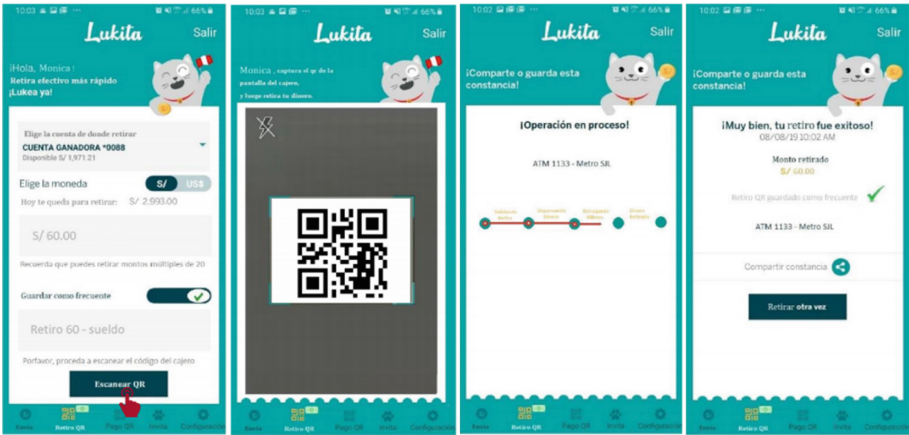 10:03
66%
Lukita
Salir
¡Hola, Monica!
Retira efectivo más rápido
¡Lukea ya!
Elige la cuenta de donde retirar
CUENTA GANADORA *0088
Disponible S/ 1,971.21
Elige la moneda
S/ US$
Hoy te queda para retirar: S/ 2,993.00
S/ 60.00
Recuerda que puedes retirar montos múltiples de 20
Guardar como frecuente
Retiro 60 - sueldo
Portavor, proceda a escanear el código del cajero
Escanear QR
Retiro QR
Pago QR
Invita
Configuración
10:03
66%
Lukita
Salir
Monica , captura el qr de la
pantalla del cajero,
y luego retira tu dinero.
Retiro QR
Pago QR
Invita
Configuración
10:02
66%
Lukita
Salir
¡Comparte o guarda esta
constancia!
¡Operación en proceso!
ATM 1133 - Metro SJL
Retiro QR
Pago QR
Invita
Configuración
10:02
66%
Lukita
Salir
¡Comparte o guarda esta
constancia!
¡Muy bien, tu retiro fue exitoso!
08/08/19 10:02 AM
Monto retirado
S/ 60.00
Retiro QR guardado como frecuente
ATM 1133 - Metro SJL
Compartir constancia
Retirar otra vez
Retiro QR
Pago QR
Invita
Configuración